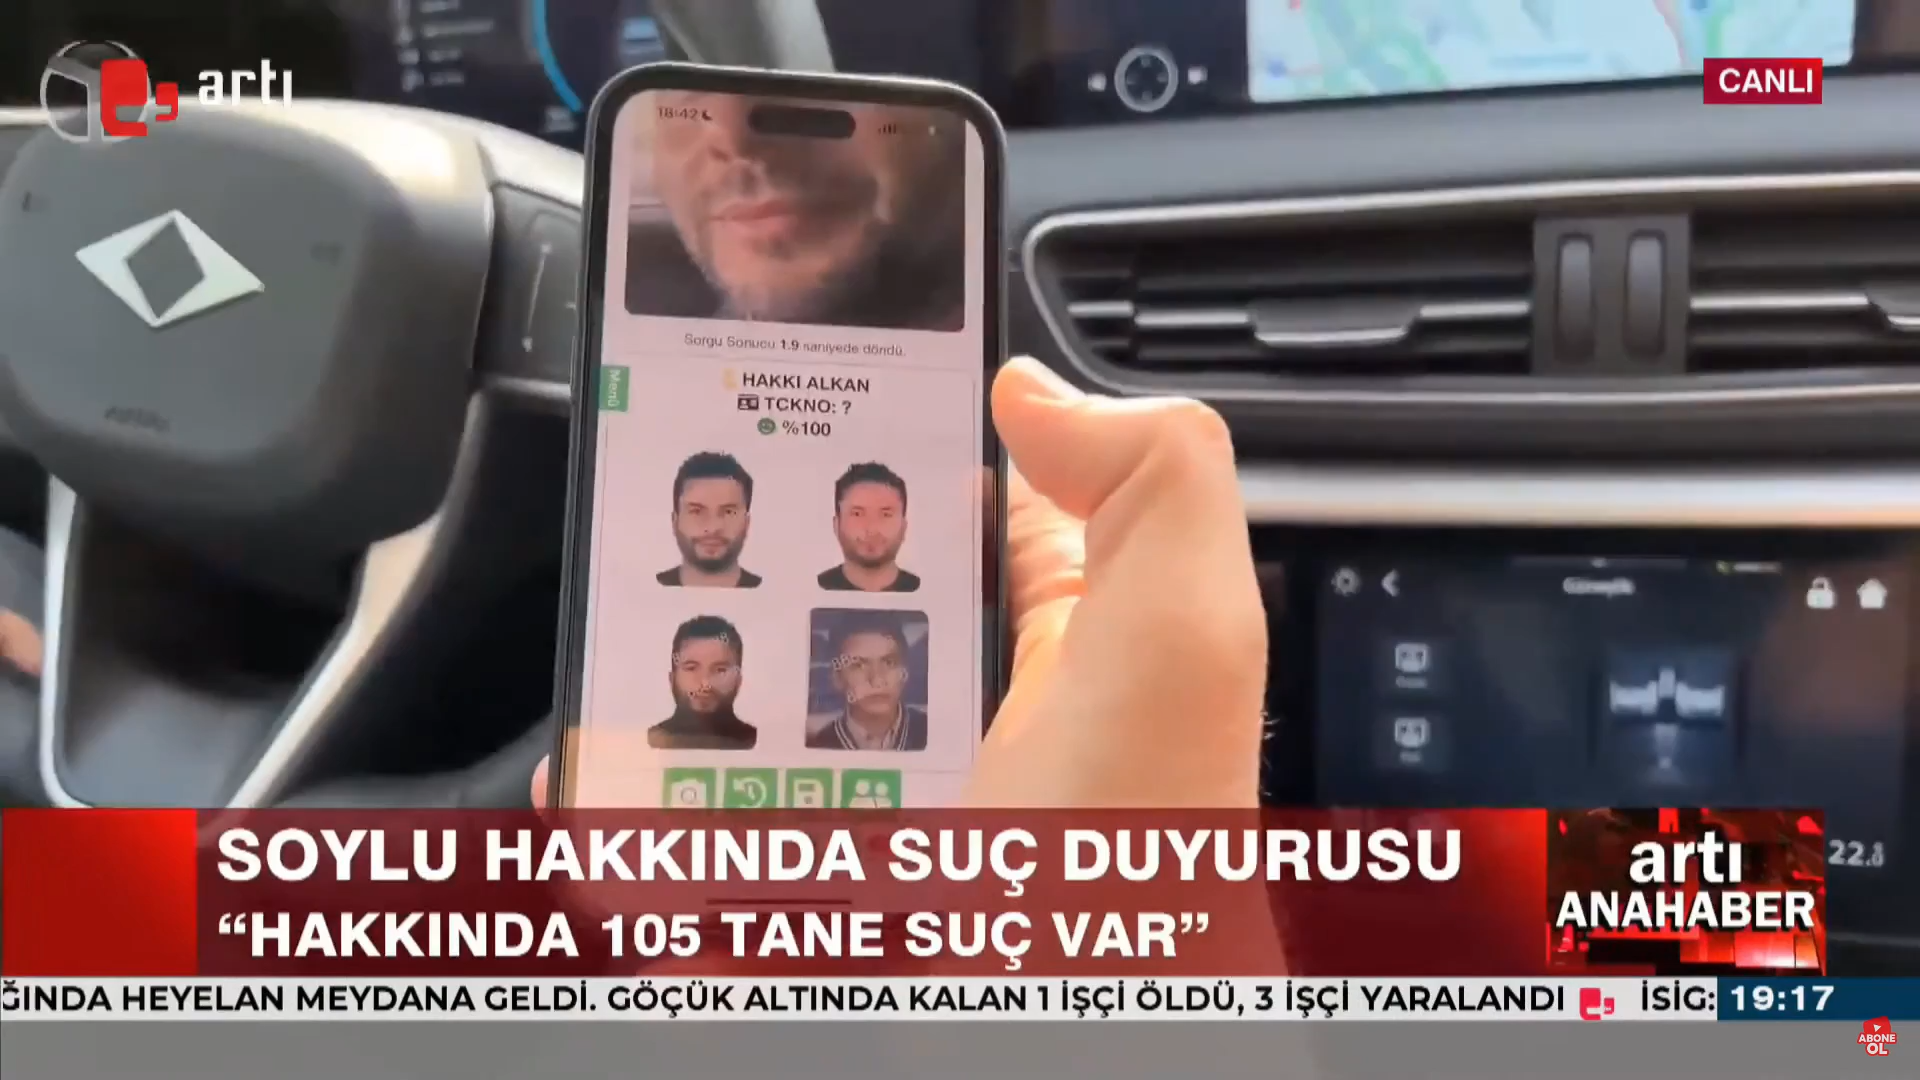 artı
CANLI
18:42
Sorgu Sonucu 1.9 saniyede döndü.
Menü
HAKKI ALKAN
TCKNO: ?
%100
Güvenlik
SOYLU HAKKINDA SUÇ DUYURUSU
“HAKKINDA 105 TANE SUÇ VAR”
artı
ANAHABER
22.
ĞINDA HEYELAN MEYDANA GELDİ. GÖÇÜK ALTINDA KALAN 1 İŞÇİ ÖLDÜ, 3 İŞÇİ YARALANDI
İSİG:
19:17
ABONE
OL